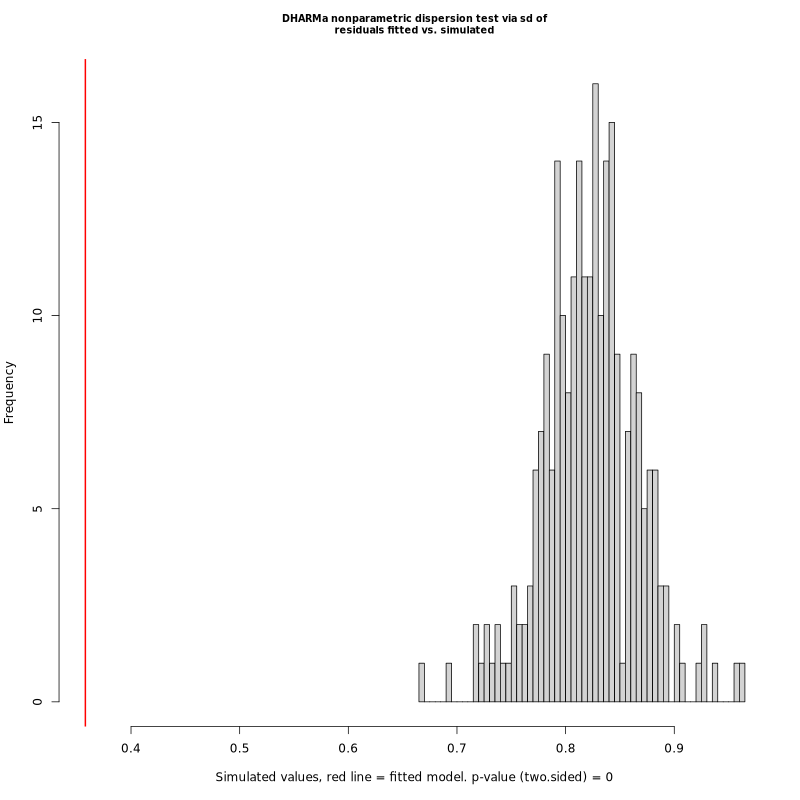 DHARMa nonparametric dispersion test via sd of
residuals fitted vs. simulated
Frequency
15
10
5
0
0.4 0.5 0.6 0.7 0.8 0.9
Simulated values, red line = fitted model. p-value (two.sided) = 0